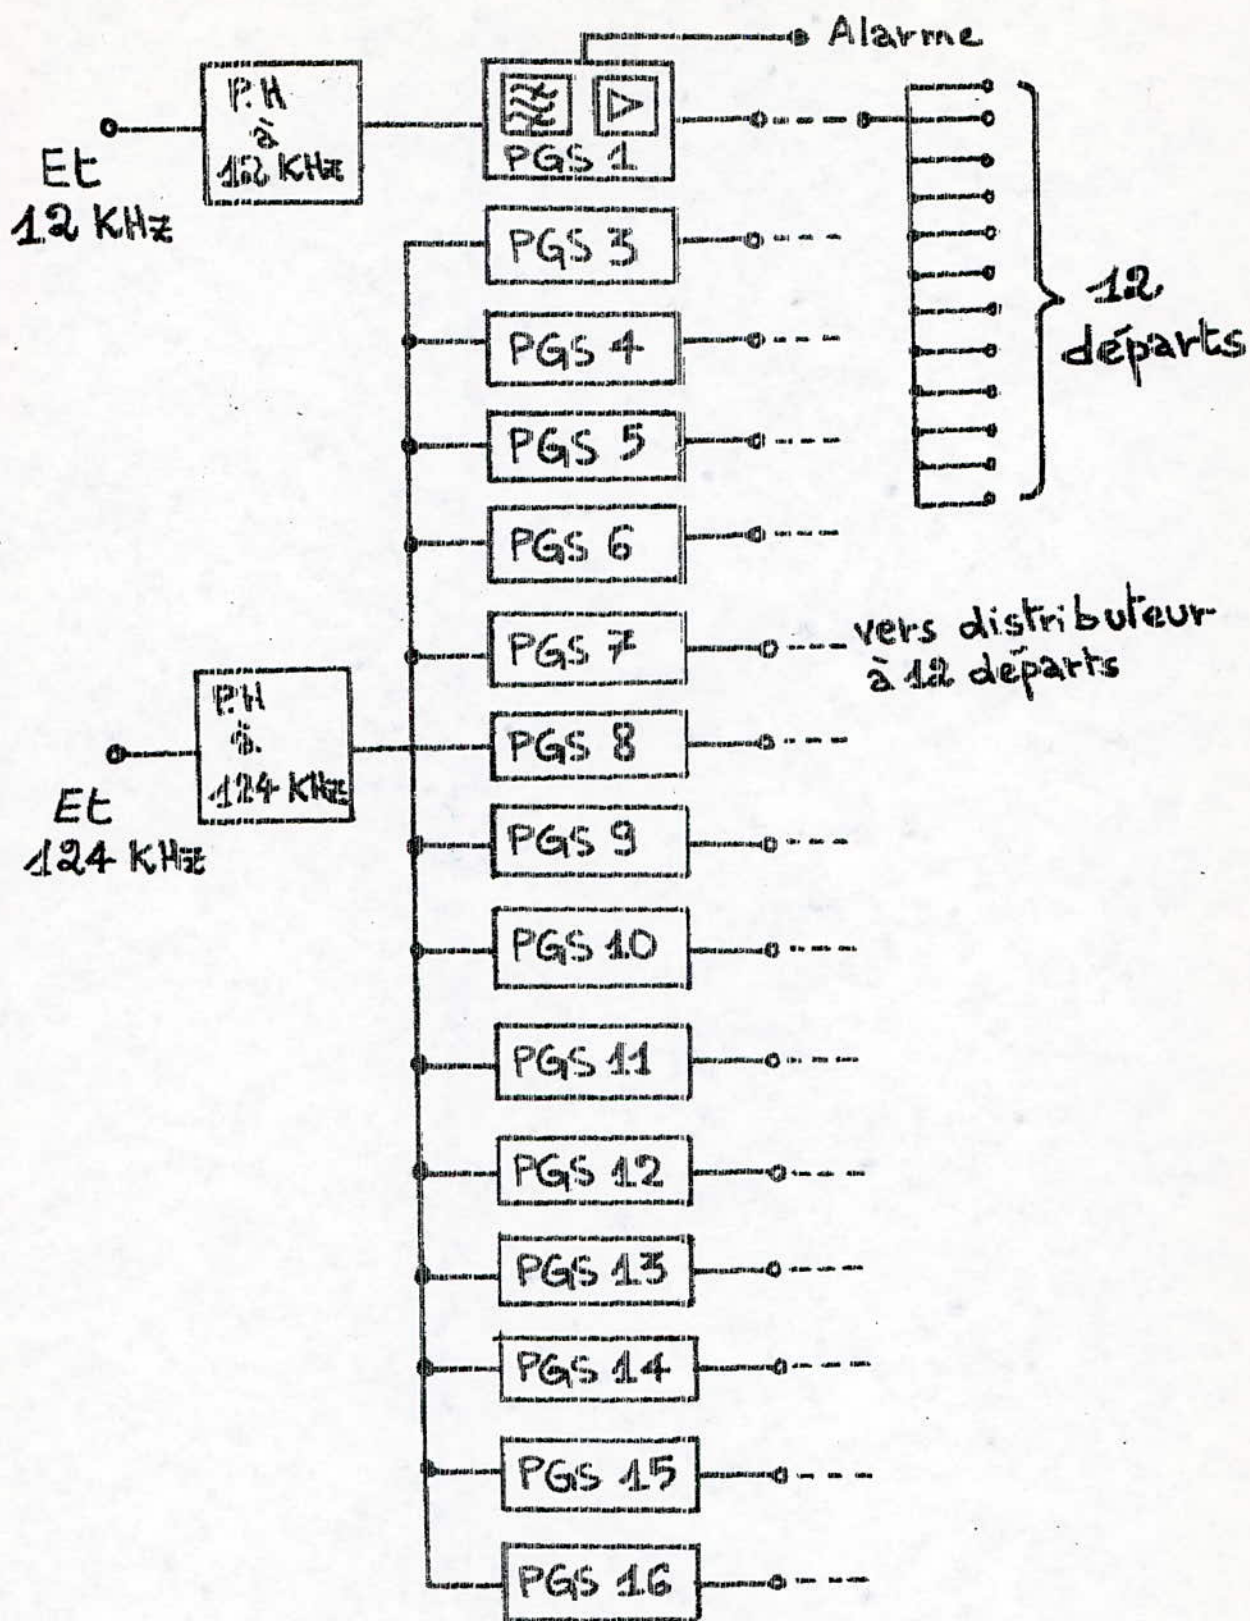 Alarme
P.H
à
12 KHz
Et
12 KHz
PGS 1
12
départs
PGS 3
PGS 4
PGS 5
PGS 6
PGS 7
vers distributeur
à 12 départs
P.H
à
124 KHz
Et
124 KHz
PGS 8
PGS 9
PGS 10
PGS 11
PGS 12
PGS 13
PGS 14
PGS 15
PGS 16